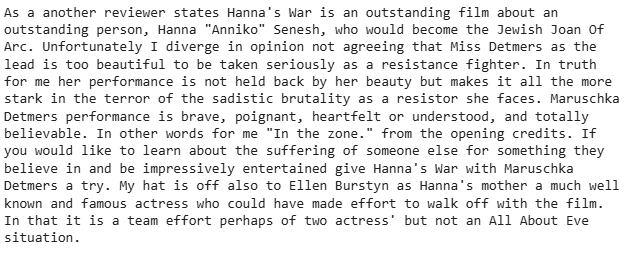 As a another reviewer states Hanna's War is an outstanding film about an
outstanding person, Hanna "Anniko" Senesh, who would become the Jewish Joan Of
Arc. Unfortunately I diverge in opinion not agreeing that Miss Detmers as the
lead is too beautiful to be taken seriously as a resistance fighter. In truth
for me her performance is not held back by her beauty but makes it all the more
stark in the terror of the sadistic brutality as a resistor she faces. Maruschka
Detmers performance is brave, poignant, heartfelt or understood, and totally
believable. In other words for me "In the zone." from the opening credits. If
you would like to learn about the suffering of someone else for something they
believe in and be impressively entertained give Hanna's War with Maruschka
Detmers a try. My hat is off also to Ellen Burstyn as Hanna's mother a much well
known and famous actress who could have made effort to walk off with the film.
In that it is a team effort perhaps of two actress' but not an All About Eve
situation.